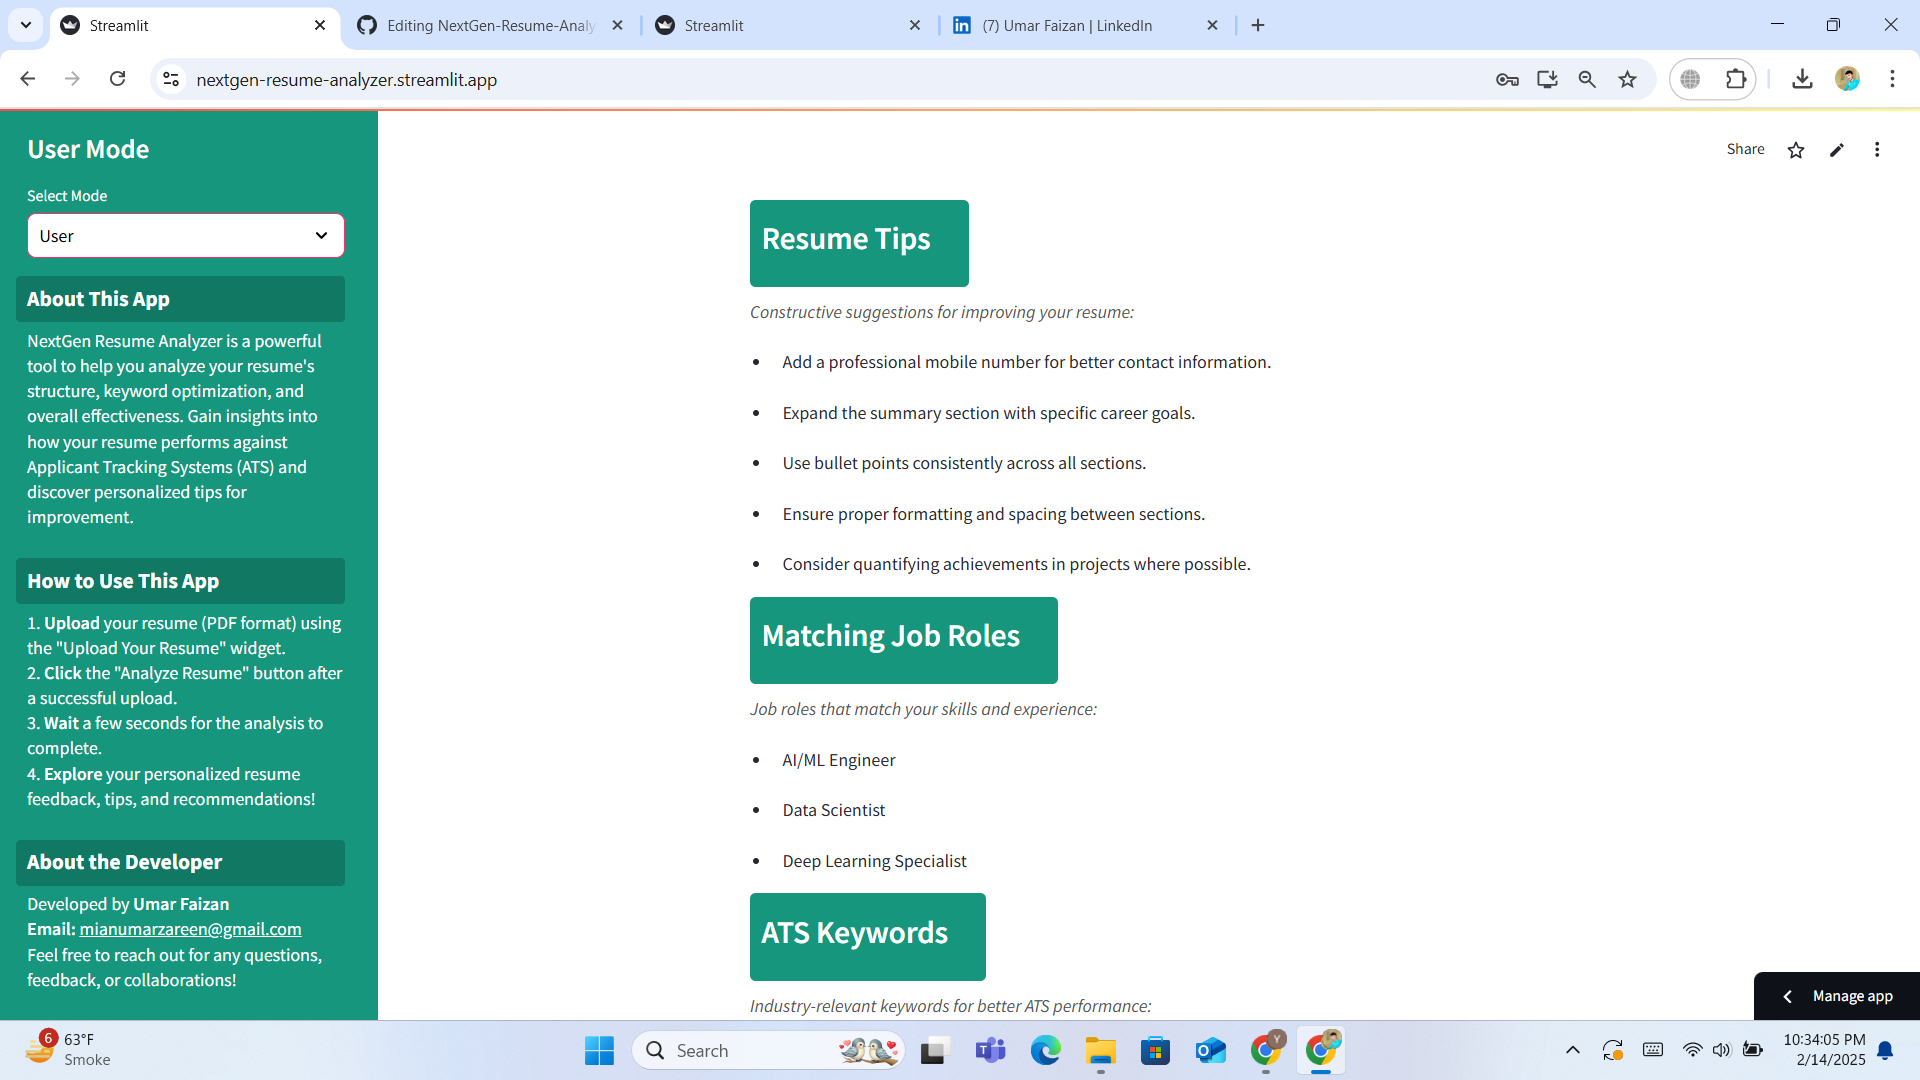 Streamlit
Editing NextGen-Resume-Analy
Streamlit
(7) Umar Faizan | LinkedIn
nextgen-resume-analyzer.streamlit.app
User Mode
Select Mode
User
About This App
NextGen Resume Analyzer is a powerful
tool to help you analyze your resume's
structure, keyword optimization, and
overall effectiveness. Gain insights into
how your resume performs against
Applicant Tracking Systems (ATS) and
discover personalized tips for
improvement.
How to Use This App
1. Upload your resume (PDF format) using
the "Upload Your Resume" widget.
2. Click the "Analyze Resume" button after
a successful upload.
3. Wait a few seconds for the analysis to
complete.
4. Explore your personalized resume
feedback, tips, and recommendations!
About the Developer
Developed by Umar Faizan
Email: mianumarzareen@gmail.com
Feel free to reach out for any questions,
feedback, or collaborations!
Share
Resume Tips
Constructive suggestions for improving your resume:
• Add a professional mobile number for better contact information.
• Expand the summary section with specific career goals.
• Use bullet points consistently across all sections.
• Ensure proper formatting and spacing between sections.
• Consider quantifying achievements in projects where possible.
Matching Job Roles
Job roles that match your skills and experience:
• AI/ML Engineer
• Data Scientist
• Deep Learning Specialist
ATS Keywords
Industry-relevant keywords for better ATS performance:
Manage app
6
63°F
Smoke
Search
Y
10:34:05 PM
2/14/2025